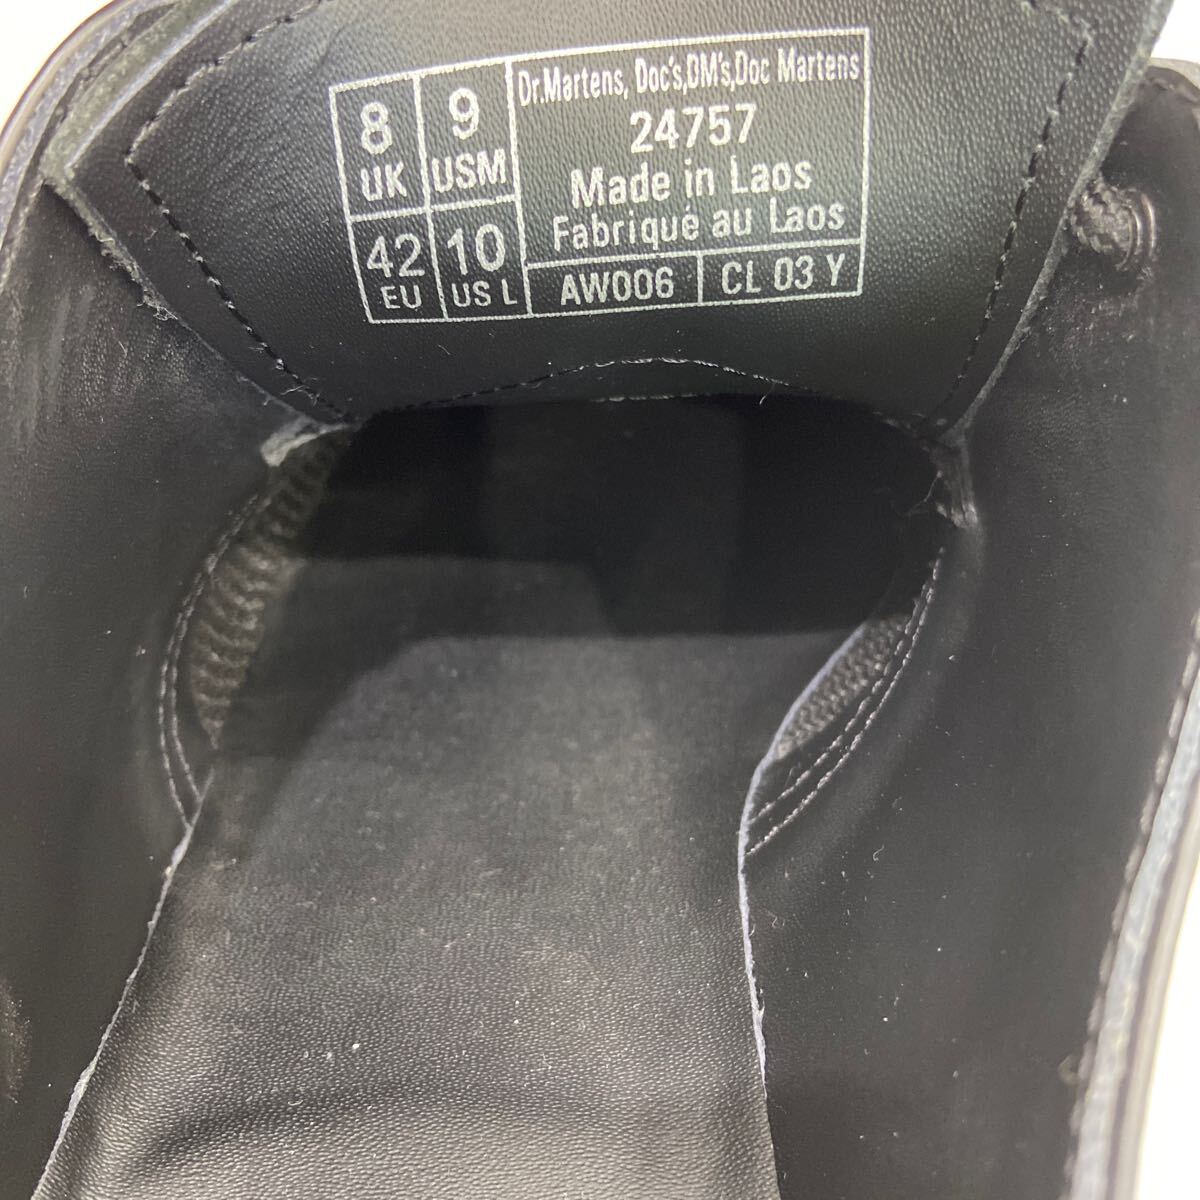 8 UK
9 USM
42 EU
10 US L
Dr.Martens, Doc's,DM's,Doc Martens
24757
Made in Laos
Fabriqué au Laos
AW006
CL 03 Y